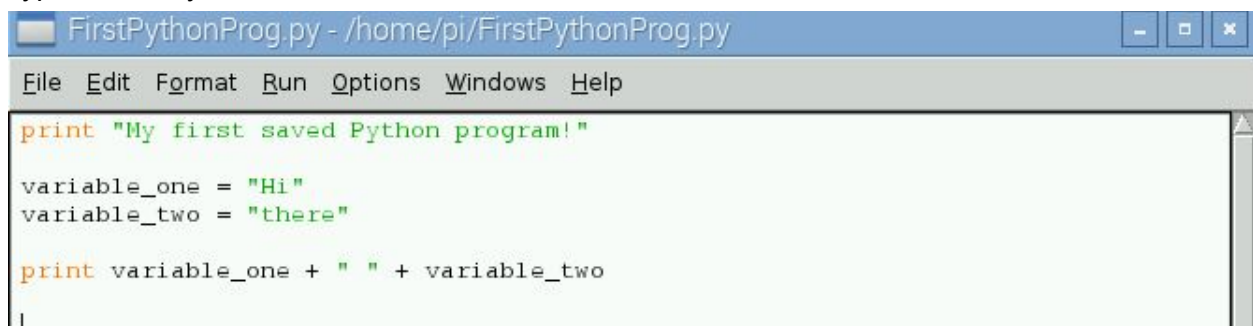 FirstPythonProg.py - /home/pi/FirstPythonProg.py
File Edit Format Run Options Windows Help
print "My first saved Python program!"
variable_one = "Hi"
variable_two = "there"
print variable_one + " " + variable_two